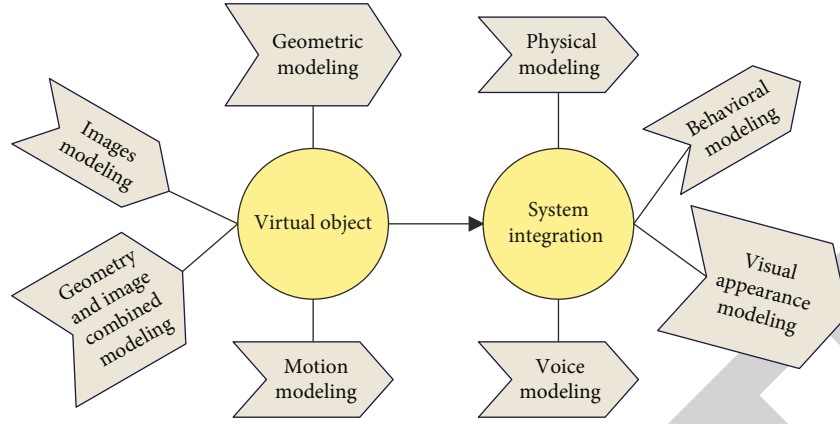 Geometric
modeling
Physical
modeling
Images
modeling
Behavioral
modeling
Virtual object
System
integration
Geometry
and image
combined
modeling
Visual
appearance
modeling
Motion
modeling
Voice
modeling